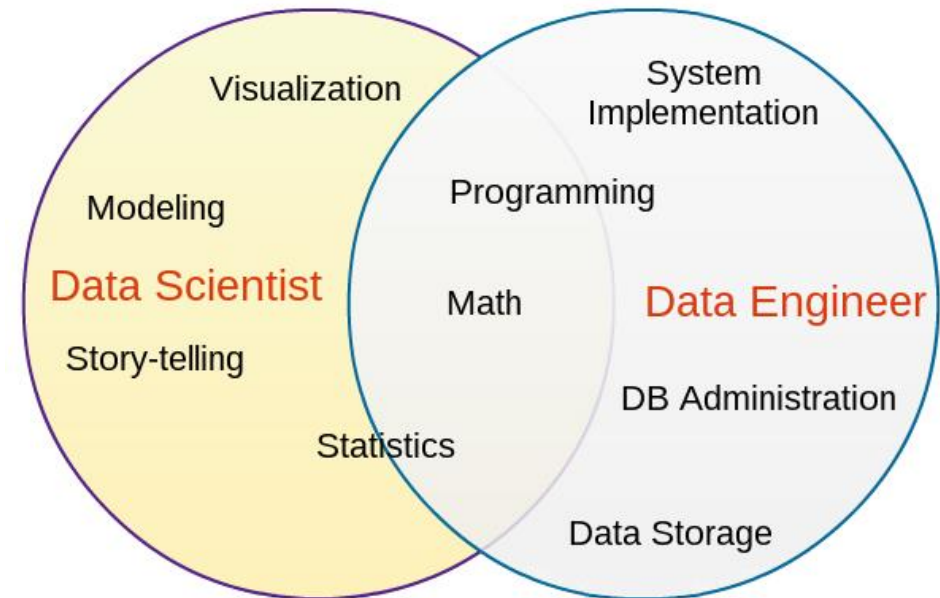 Visualization
System
Implementation
Modeling
Programming
Data Scientist
Math
Data Engineer
Story-telling
DB Administration
Statistics
Data Storage